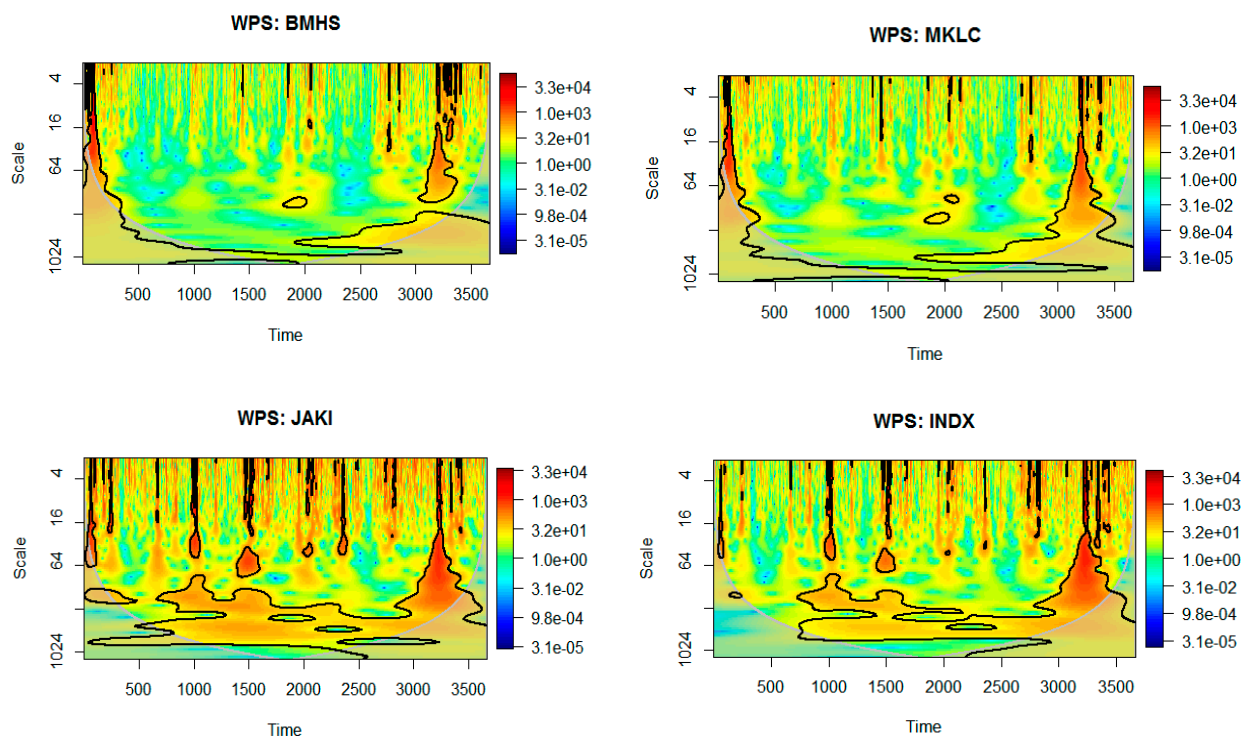 WPS: BMHS
Scale
4
16
64
1024
500 1000 1500 2000 2500 3000 3500
Time
3.3e+04
1.0e+03
3.2e+01
1.0e+00
3.1e-02
9.8e-04
3.1e-05
WPS: MKLC
Scale
4
16
64
1024
500 1000 1500 2000 2500 3000 3500
Time
3.3e+04
1.0e+03
3.2e+01
1.0e+00
3.1e-02
9.8e-04
3.1e-05
WPS: JAKI
Scale
4
16
64
1024
500 1000 1500 2000 2500 3000 3500
Time
3.3e+04
1.0e+03
3.2e+01
1.0e+00
3.1e-02
9.8e-04
3.1e-05
WPS: INDX
Scale
4
16
64
1024
500 1000 1500 2000 2500 3000 3500
Time
3.3e+04
1.0e+03
3.2e+01
1.0e+00
3.1e-02
9.8e-04
3.1e-05